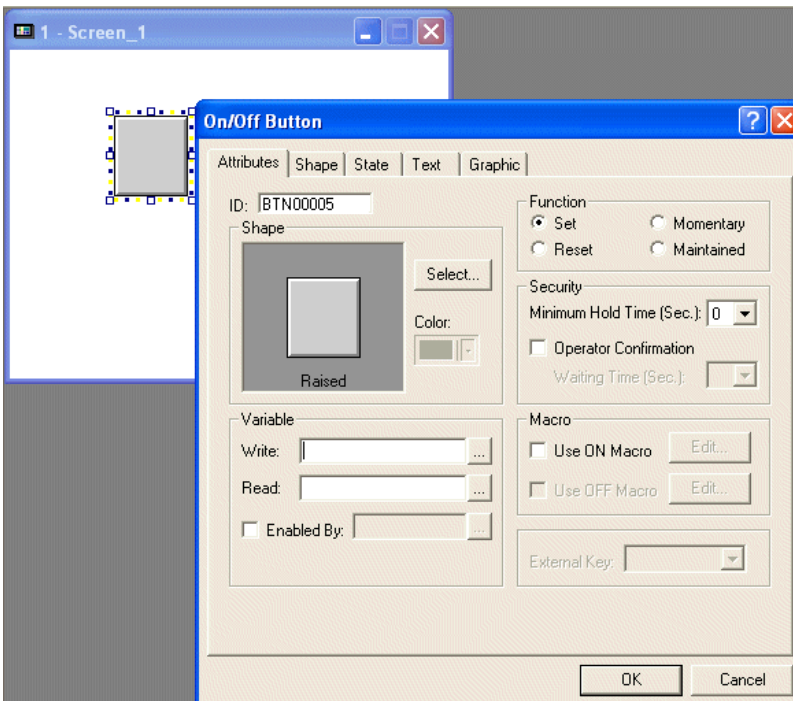 1 - Screen_1
On/Off Button
?
Attributes
Shape
State
Text
Graphic
ID: BTN00005
Shape
Raised
Select...
Color:
Variable
Write:
...
Read:
...
Enabled By:
...
Function
Set
Momentary
Reset
Maintained
Security
Minimum Hold Time (Sec.): 0
Operator Confirmation
Waiting Time (Sec.):
Macro
Use ON Macro
Edit...
Use OFF Macro
Edit...
External Key:
OK
Cancel